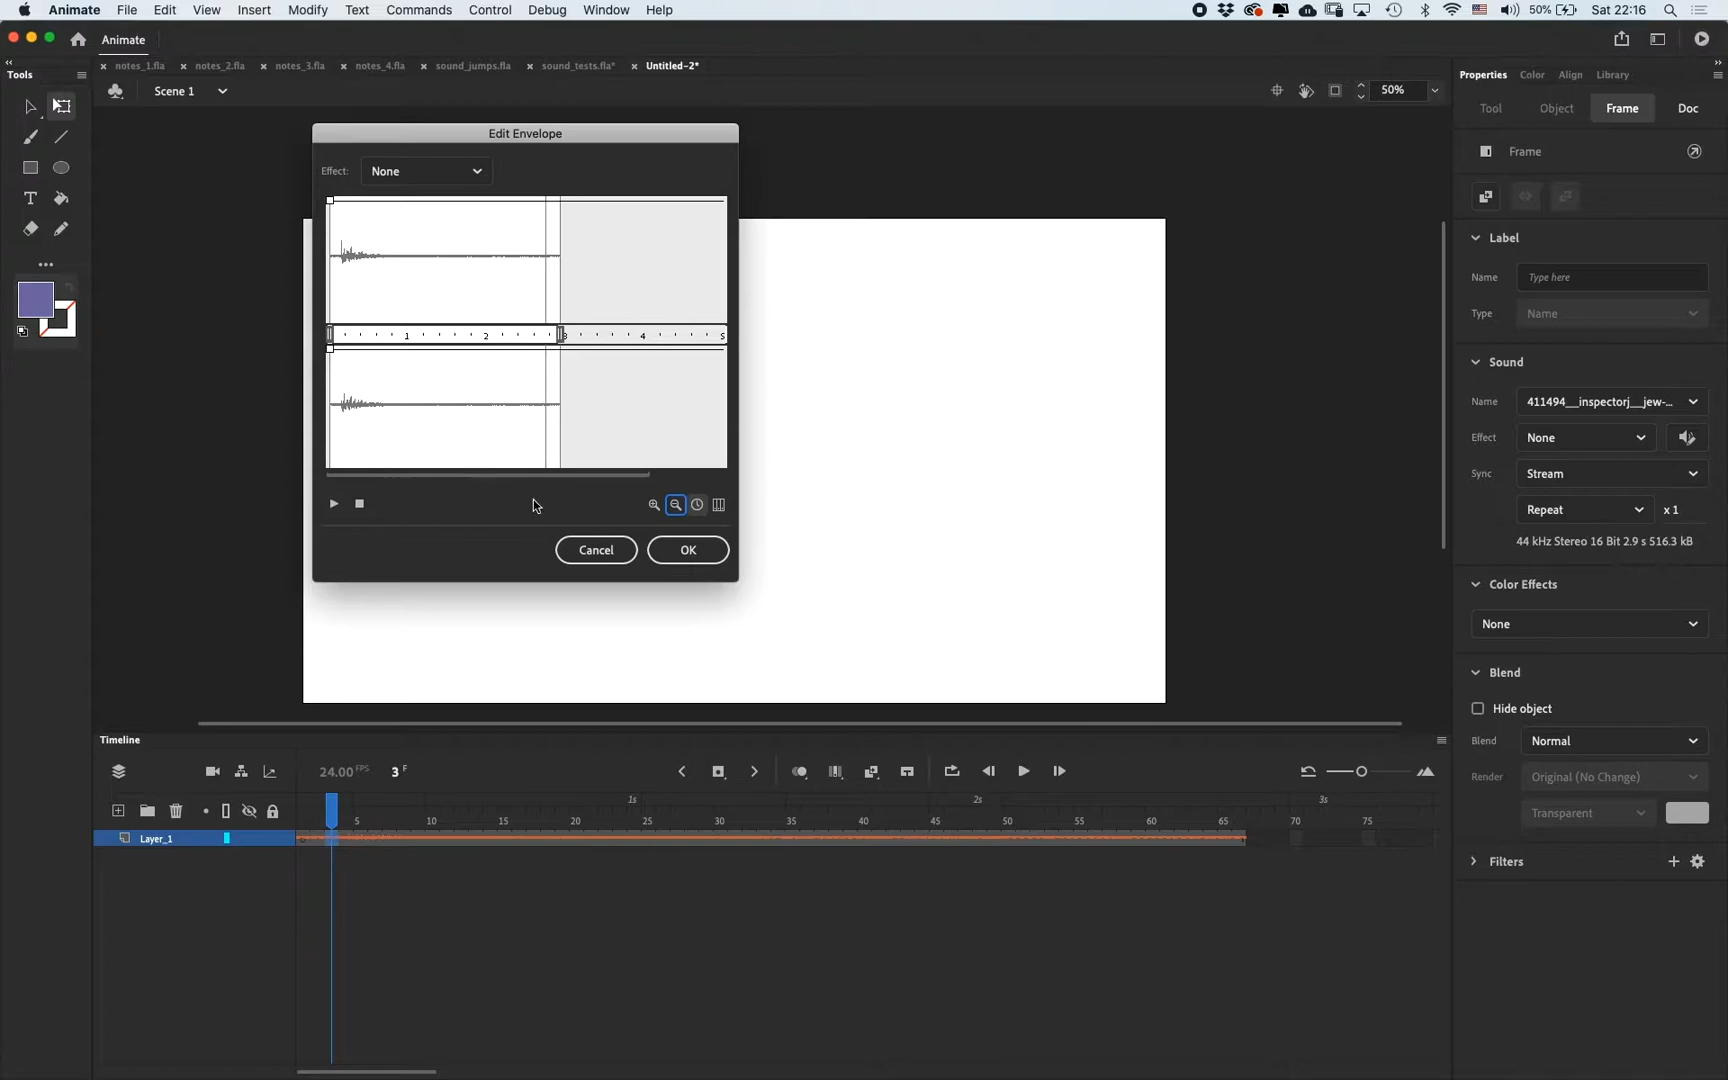 Animate File Edit View Insert Modify Text Commands Control Debug Window Help 50% Sat 22:16
Animate
Tools
notes_1.fla notes_2.fla notes_3.fla notes_4.fla sound_jumps.fla sound_tests.fla* Untitled-2*
Scene 1 50%
Edit Envelope
Effect: None
1 2 3 4 5
Cancel OK
Properties Color Align Library
Tool Object Frame Doc
Frame
Label
Name Type here
Type Name
Sound
Name 411494__inspectorj__jew-...
Effect None
Sync Stream
Repeat x 1
44 kHz Stereo 16 Bit 2.9 s 516.3 kB
Color Effects
None
Blend
Hide object
Blend Normal
Render Original (No Change)
Transparent
Filters
Timeline
24.00 FPS 3 F
1s 2s 3s
5 10 15 20 25 30 35 40 45 50 55 60 65 70 75
Layer_1